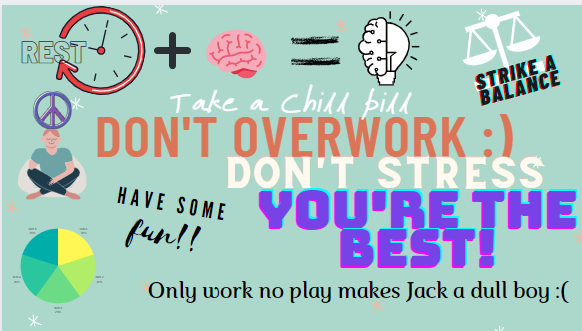 REST
STRIKE A
BALANCE
Take a Chill pill
DON'T OVERWORK :)
DON'T STRESS
HAVE SOME
fun!!
YOU'RE THE
BEST!
Only work no play makes Jack a dull boy :(